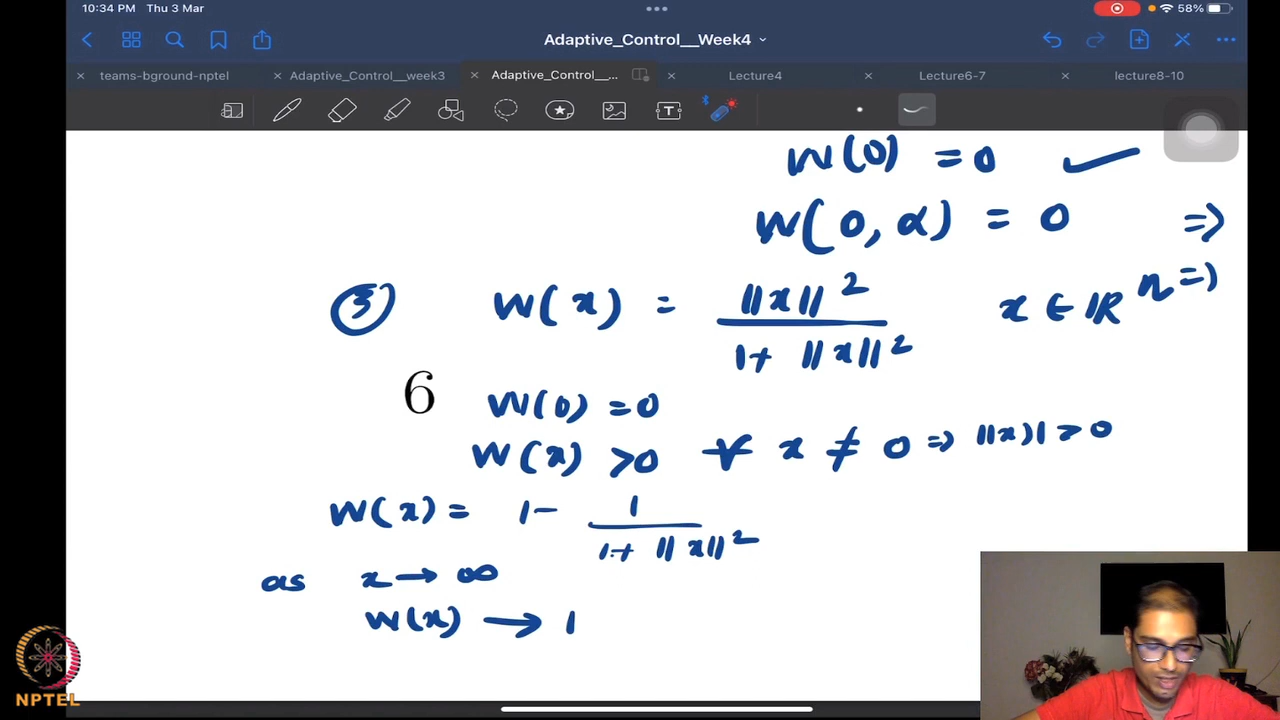 10:34 PM Thu 3 Mar
58%
Adaptive_Control__Week4
teams-bground-nptel
Adaptive_Control__week3
Adaptive_Control__...
Lecture4
Lecture6-7
lecture8-10
W(0) = 0
W(0, α) = 0 ⇒
③ W(x) = ||x||² / 1+ ||x||² x ∈ ℝⁿ ⇒
6
W(0) = 0
W(x) > 0 ∀ x ≠ 0 ⇒ ||x|| > 0
W(x) = 1 - 1 / 1+ ||x||²
as x → ∞
W(x) → 1
NPTEL